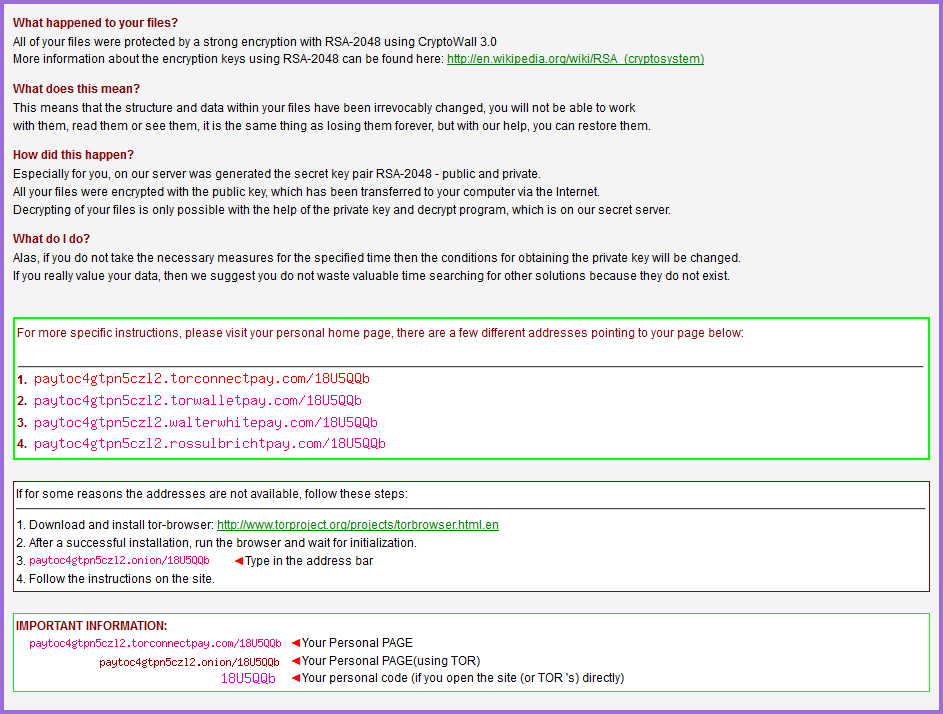 What happened to your files?
All of your files were protected by a strong encryption with RSA-2048 using CryptoWall 3.0
More information about the encryption keys using RSA-2048 can be found here: http://en.wikipedia.org/wiki/RSA_(cryptosystem)
What does this mean?
This means that the structure and data within your files have been irrevocably changed, you will not be able to work
with them, read them or see them, it is the same thing as losing them forever, but with our help, you can restore them.
How did this happen?
Especially for you, on our server was generated the secret key pair RSA-2048 - public and private.
All your files were encrypted with the public key, which has been transferred to your computer via the Internet.
Decrypting of your files is only possible with the help of the private key and decrypt program, which is on our secret server.
What do I do?
Alas, if you do not take the necessary measures for the specified time then the conditions for obtaining the private key will be changed.
If you really value your data, then we suggest you do not waste valuable time searching for other solutions because they do not exist.
For more specific instructions, please visit your personal home page, there are a few different addresses pointing to your page below:
1. paytoc4gtpn5czl2.torconnectpay.com/18U5QQb
2. paytoc4gtpn5czl2.torwalletpay.com/18U5QQb
3. paytoc4gtpn5czl2.walterwhitepay.com/18U5QQb
4. paytoc4gtpn5czl2.rossulbrichtpay.com/18U5QQb
If for some reasons the addresses are not available, follow these steps:
1. Download and install tor-browser: http://www.torproject.org/projects/torbrowser.html.en
2. After a successful installation, run the browser and wait for initialization.
3. paytoc4gtpn5czl2.onion/18U5QQb ◄Type in the address bar
4. Follow the instructions on the site.
IMPORTANT INFORMATION:
paytoc4gtpn5czl2.torconnectpay.com/18U5QQb ◄Your Personal PAGE
paytoc4gtpn5czl2.onion/18U5QQb ◄Your Personal PAGE(using TOR)
18U5QQb ◄Your personal code (if you open the site (or TOR 's) directly)